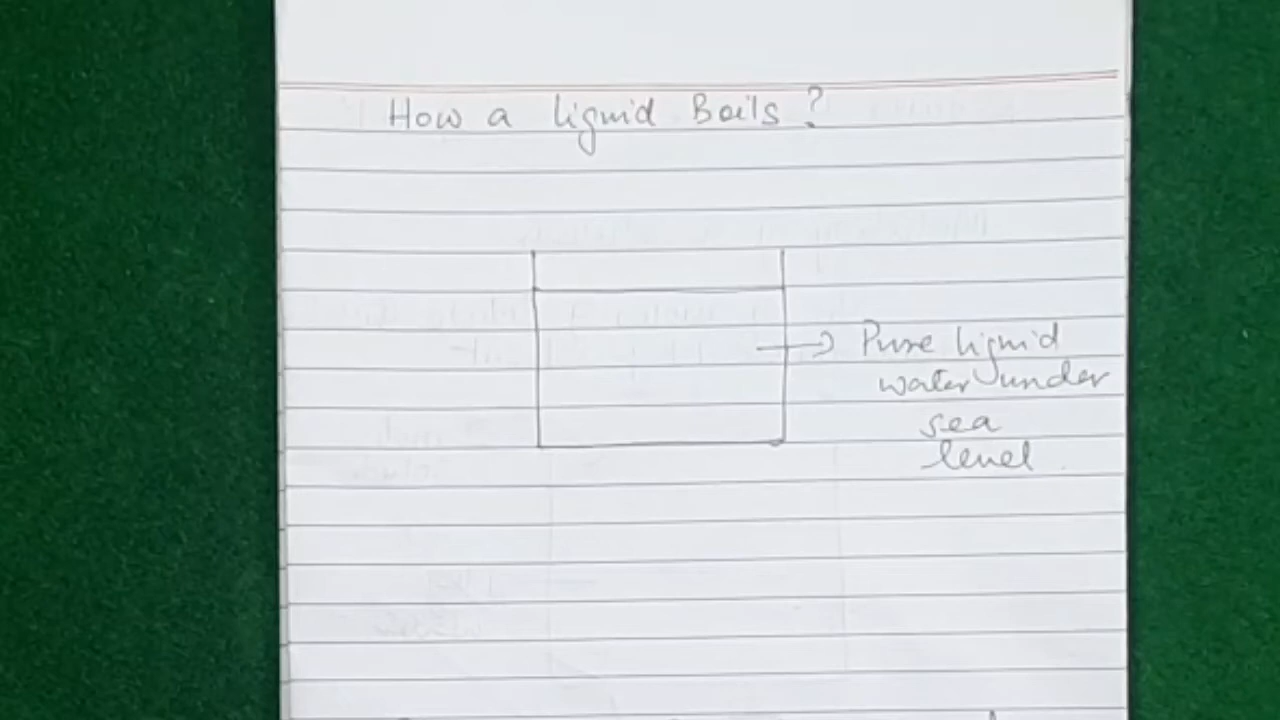 How a liquid Boils?
Pure liquid
water under
sea
level